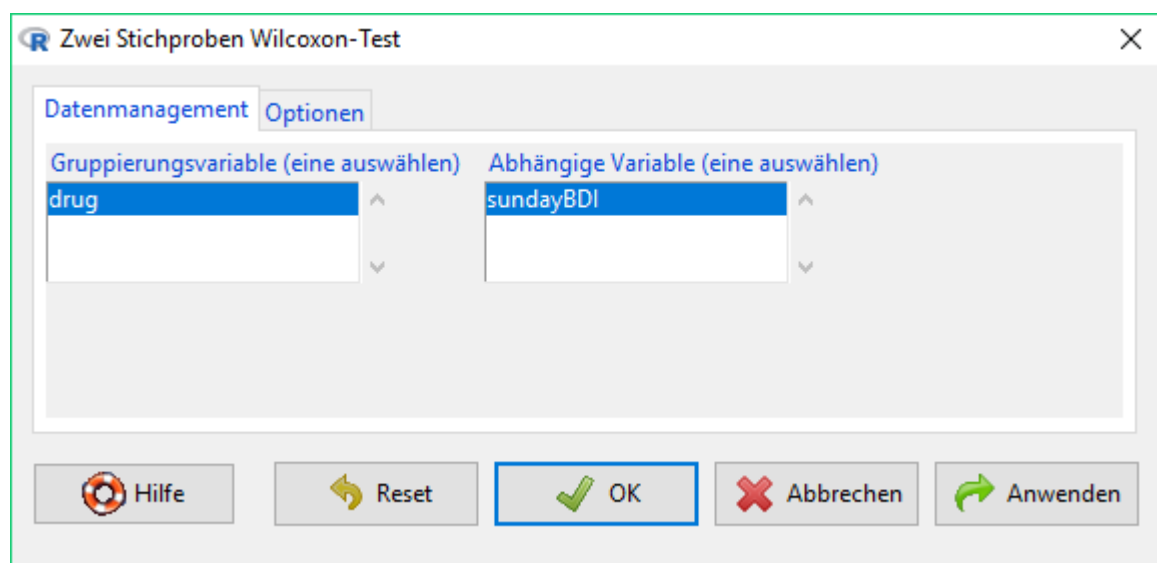 Zwei Stichproben Wilcoxon-Test
Datenmanagement Optionen
Gruppierungsvariable (eine auswählen) Abhängige Variable (eine auswählen)
drug sundayBDI
Hilfe Reset OK Abbrechen Anwenden